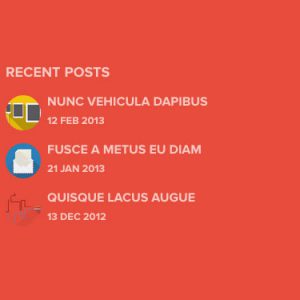 RECENT POSTS
NUNC VEHICULA DAPIBUS
12 FEB 2013
FUSCE A METUS EU DIAM
21 JAN 2013
QUISQUE LACUS AUGUE
13 DEC 2012